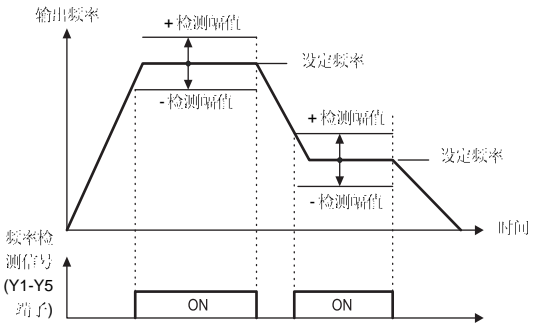 输出频率
+检测幅值
设定频率
-检测幅值
+检测幅值
设定频率
-检测幅值
时间
频率检
测信号
(Y1-Y5
端子)
ON
ON